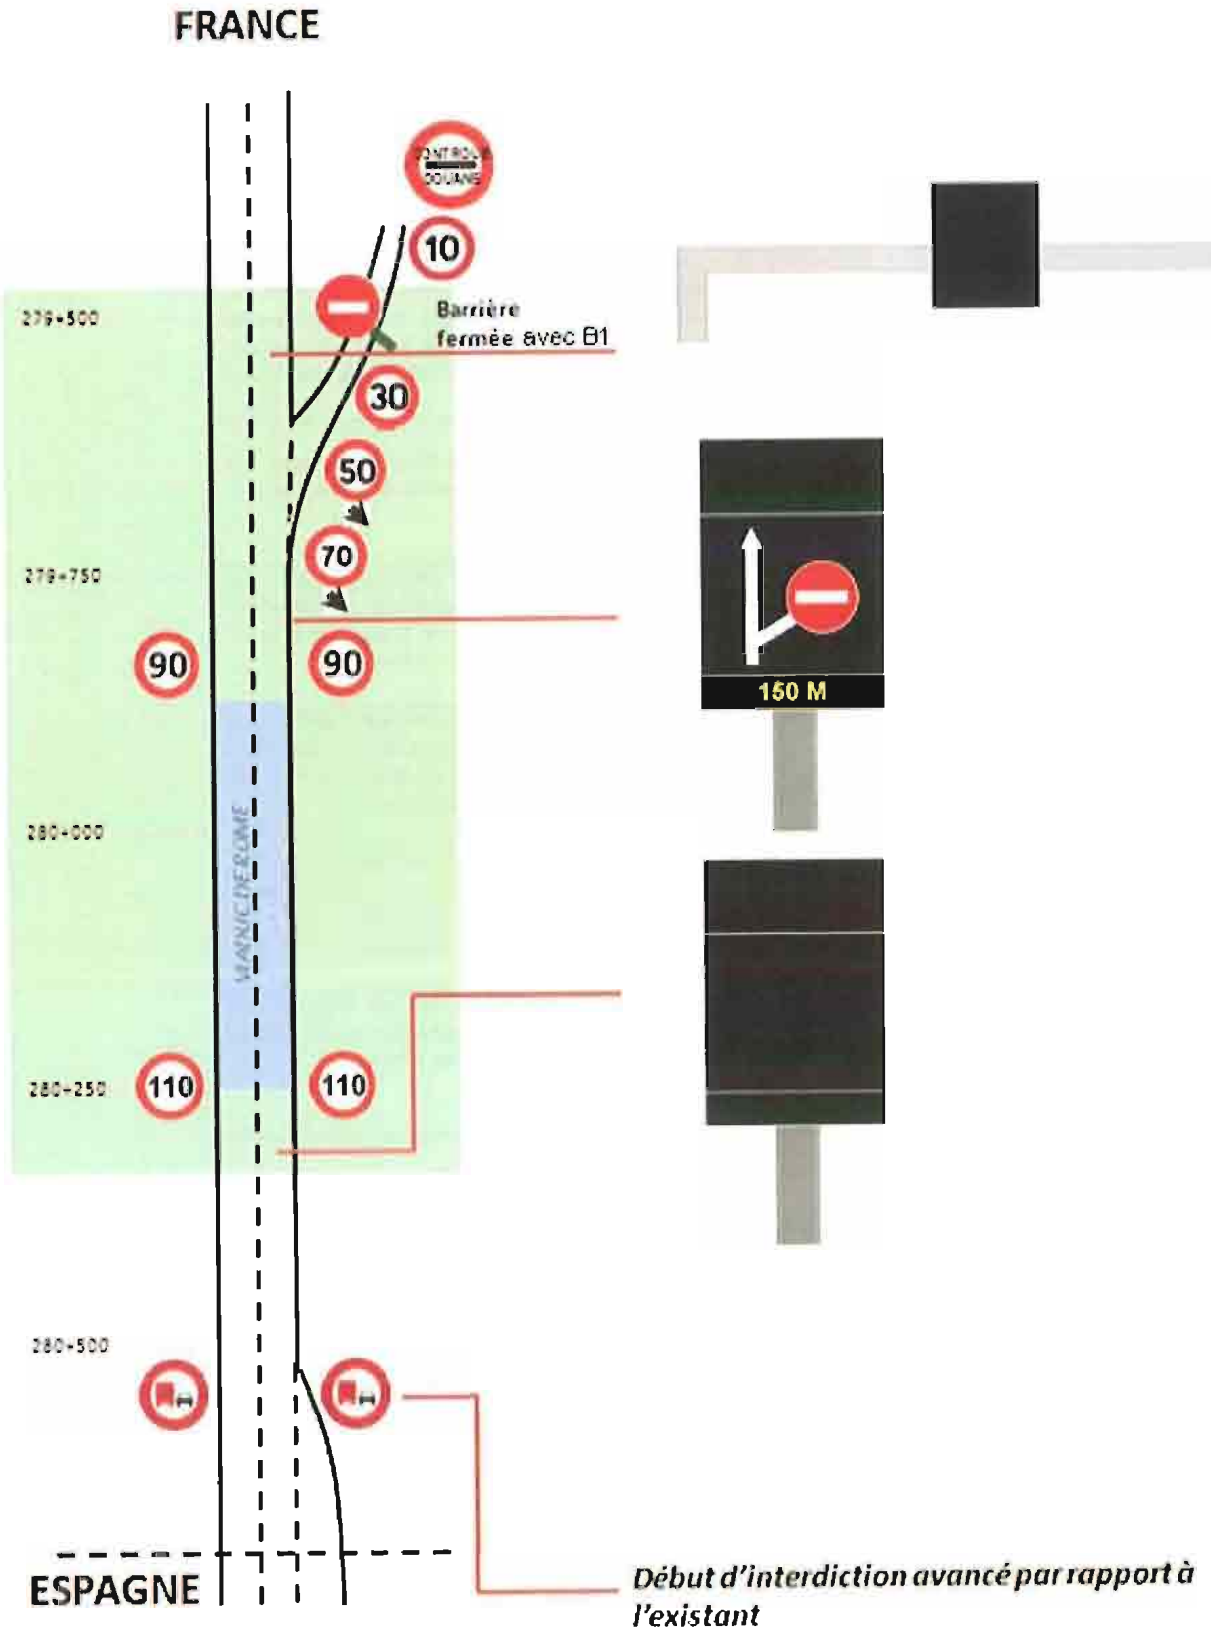 FRANCE
CONTROLE
DOUANE
10
279+500
Barrière
fermée avec B1
30
50
70
279+750
90
90
150 M
280+000
280+250
110
110
280+500
ESPAGNE
Début d'interdiction avancé par rapport à
l'existant